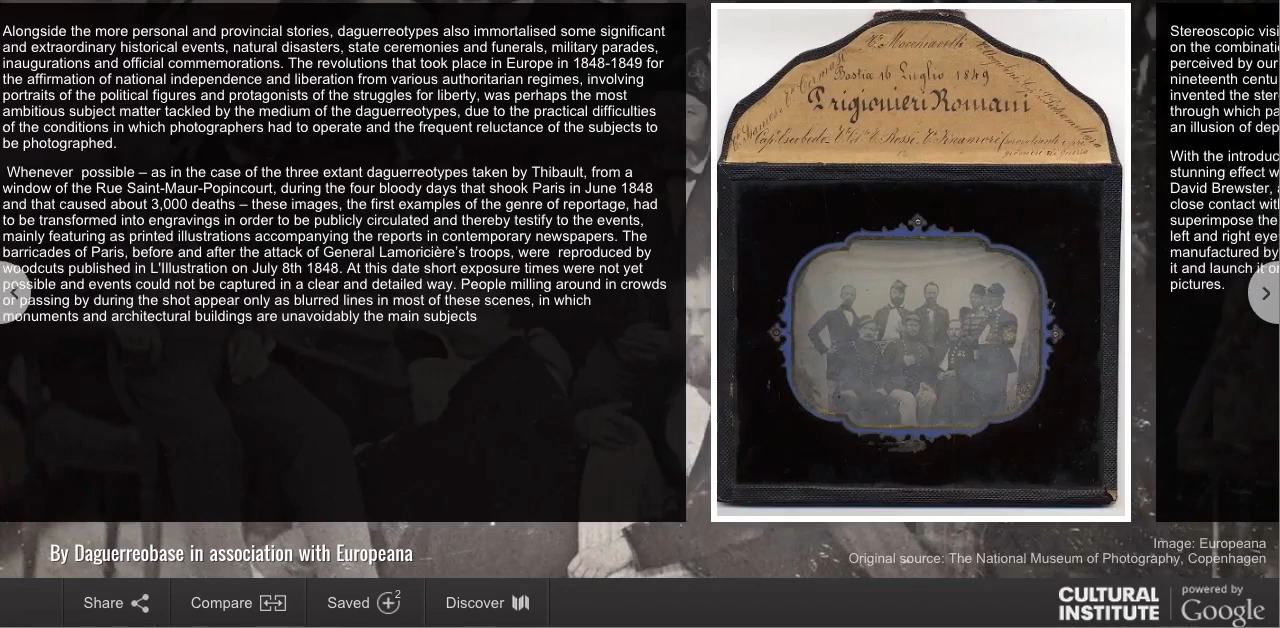 Alongside the more personal and provincial stories, daguerreotypes also immortalised some significant
and extraordinary historical events, natural disasters, state ceremonies and funerals, military parades,
inaugurations and official commemorations. The revolutions that took place in Europe in 1848-1849 for
the affirmation of national independence and liberation from various authoritarian regimes, involving
portraits of the political figures and protagonists of the struggles for liberty, was perhaps the most
ambitious subject matter tackled by the medium of the daguerreotypes, due to the practical difficulties
of the conditions in which photographers had to operate and the frequent reluctance of the subjects to
be photographed.
Whenever possible – as in the case of the three extant daguerreotypes taken by Thibault, from a
window of the Rue Saint-Maur-Popincourt, during the four bloody days that shook Paris in June 1848
and that caused about 3,000 deaths – these images, the first examples of the genre of reportage, had
to be transformed into engravings in order to be publicly circulated and thereby testify to the events,
mainly featuring as printed illustrations accompanying the reports in contemporary newspapers. The
barricades of Paris, before and after the attack of General Lamoricière's troops, were reproduced by
woodcuts published in L'Illustration on July 8th 1848. At this date short exposure times were not yet
possible and events could not be captured in a clear and detailed way. People milling around in crowds
or passing by during the shot appear only as blurred lines in most of these scenes, in which
monuments and architectural buildings are unavoidably the main subjects
Bastia 16 Luglio 1849
Prigionieri Romani
Stereoscopic visi
on the combinatio
perceived by our
nineteenth centu
invented the ster
through which pa
an illusion of dep
With the introduc
stunning effect w
David Brewster, a
close contact with
superimpose the
left and right eye
manufactured by
it and launch it o
pictures.
By Daguerreobase in association with Europeana
Image: Europeana
Original source: The National Museum of Photography, Copenhagen
Share
Compare
Saved 2
Discover
CULTURAL
INSTITUTE
powered by
Google